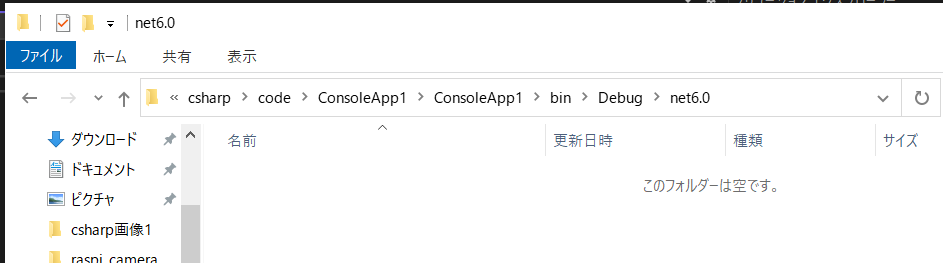 net6.0
ファイル ホーム 共有 表示
« csharp > code > ConsoleApp1 > ConsoleApp1 > bin > Debug > net6.0
名前 更新日時 種類 サイズ
ダウンロード
ドキュメント
ピクチャ
csharp画像1
raspi_camera
このフォルダーは空です。